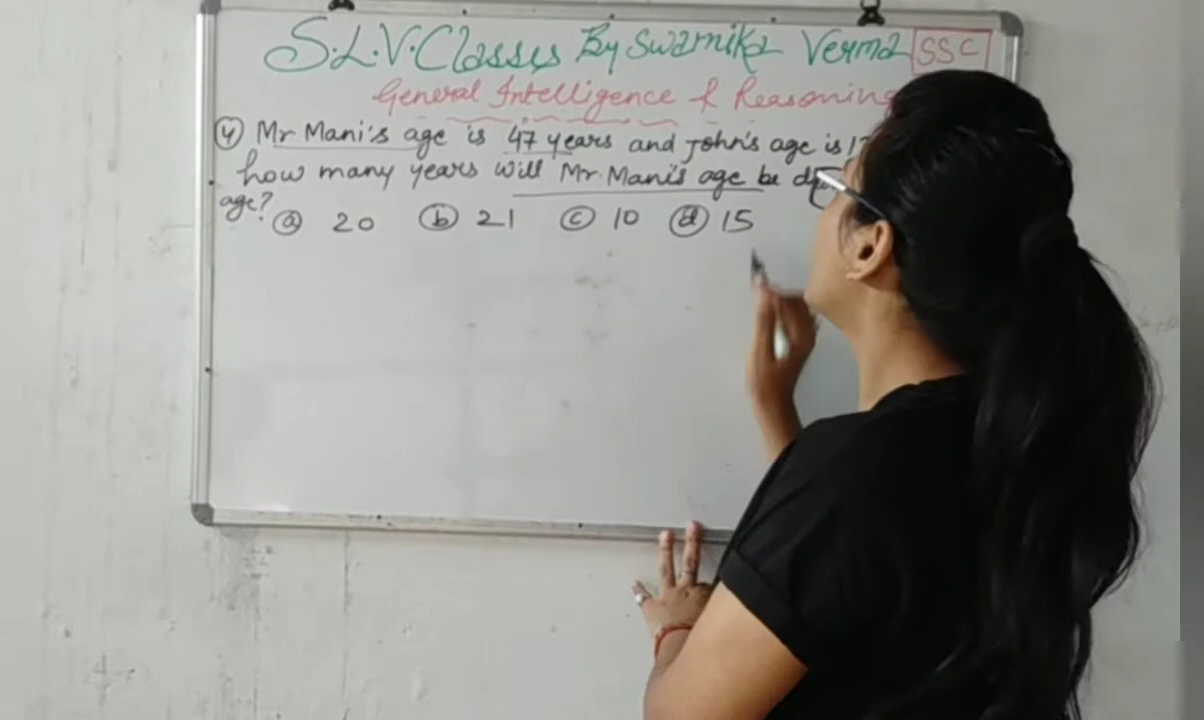 S.L.V. Classes By Swarnika Verma SSC
General Intelligence & Reasoning
4 Mr Mani's age is 47 years and John's age is
how many years will Mr. Mani's age be
age?
a 20 b 21 c 10 d 15